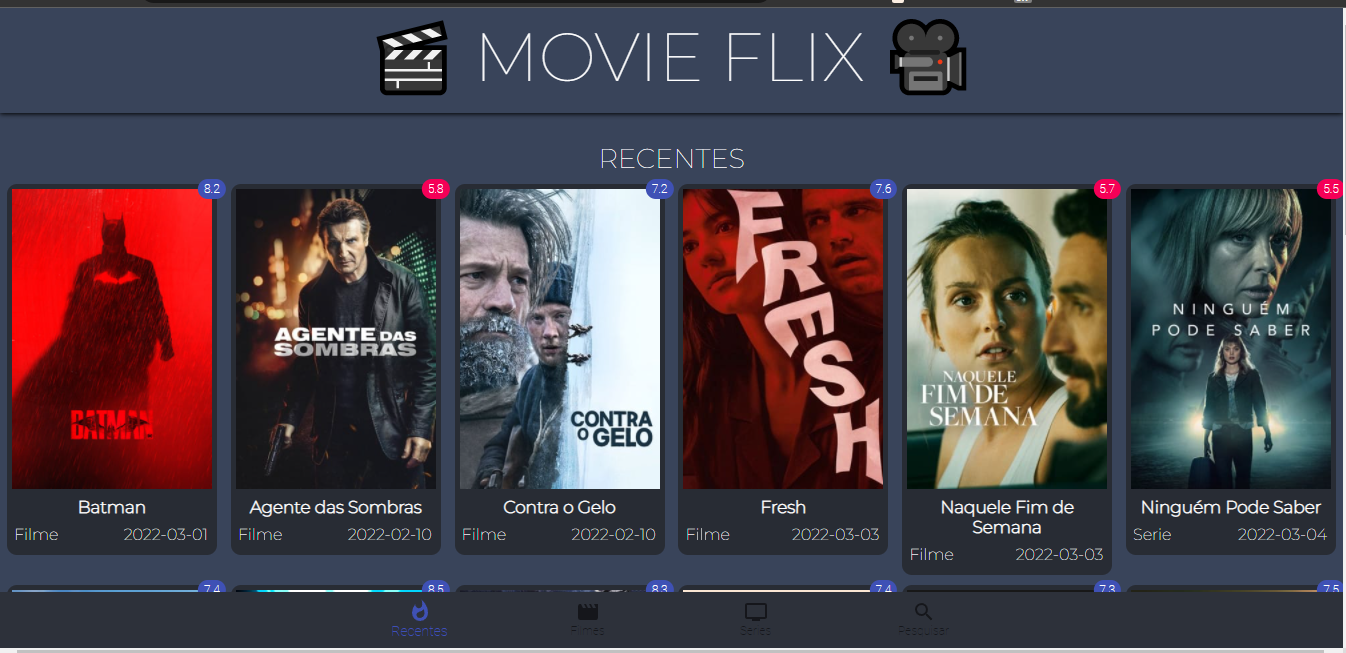 MOVIE FLIX
RECENTES
8.2
5.8
7.2
7.6
5.7
5.5
BATMAN
AGENTE DAS
SOMBRAS
CONTRA
O GELO
FRESH
NAQUELE
FIM DE
SEMANA
NINGUÉM
PODE SABER
Batman
Filme 2022-03-01
Agente das Sombras
Filme 2022-02-10
Contra o Gelo
Filme 2022-02-10
Fresh
Filme 2022-03-03
Naquele Fim de
Semana
Filme 2022-03-03
Ninguém Pode Saber
Serie 2022-03-04
7.4
8.5
8.3
7.4
7.3
7.5
Recentes
Filmes
Séries
Pesquisar